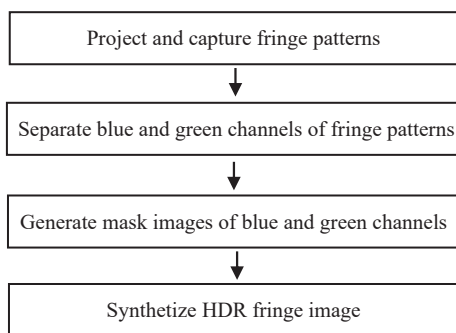 Project and capture fringe patterns
Separate blue and green channels of fringe patterns
Generate mask images of blue and green channels
Synthetize HDR fringe image